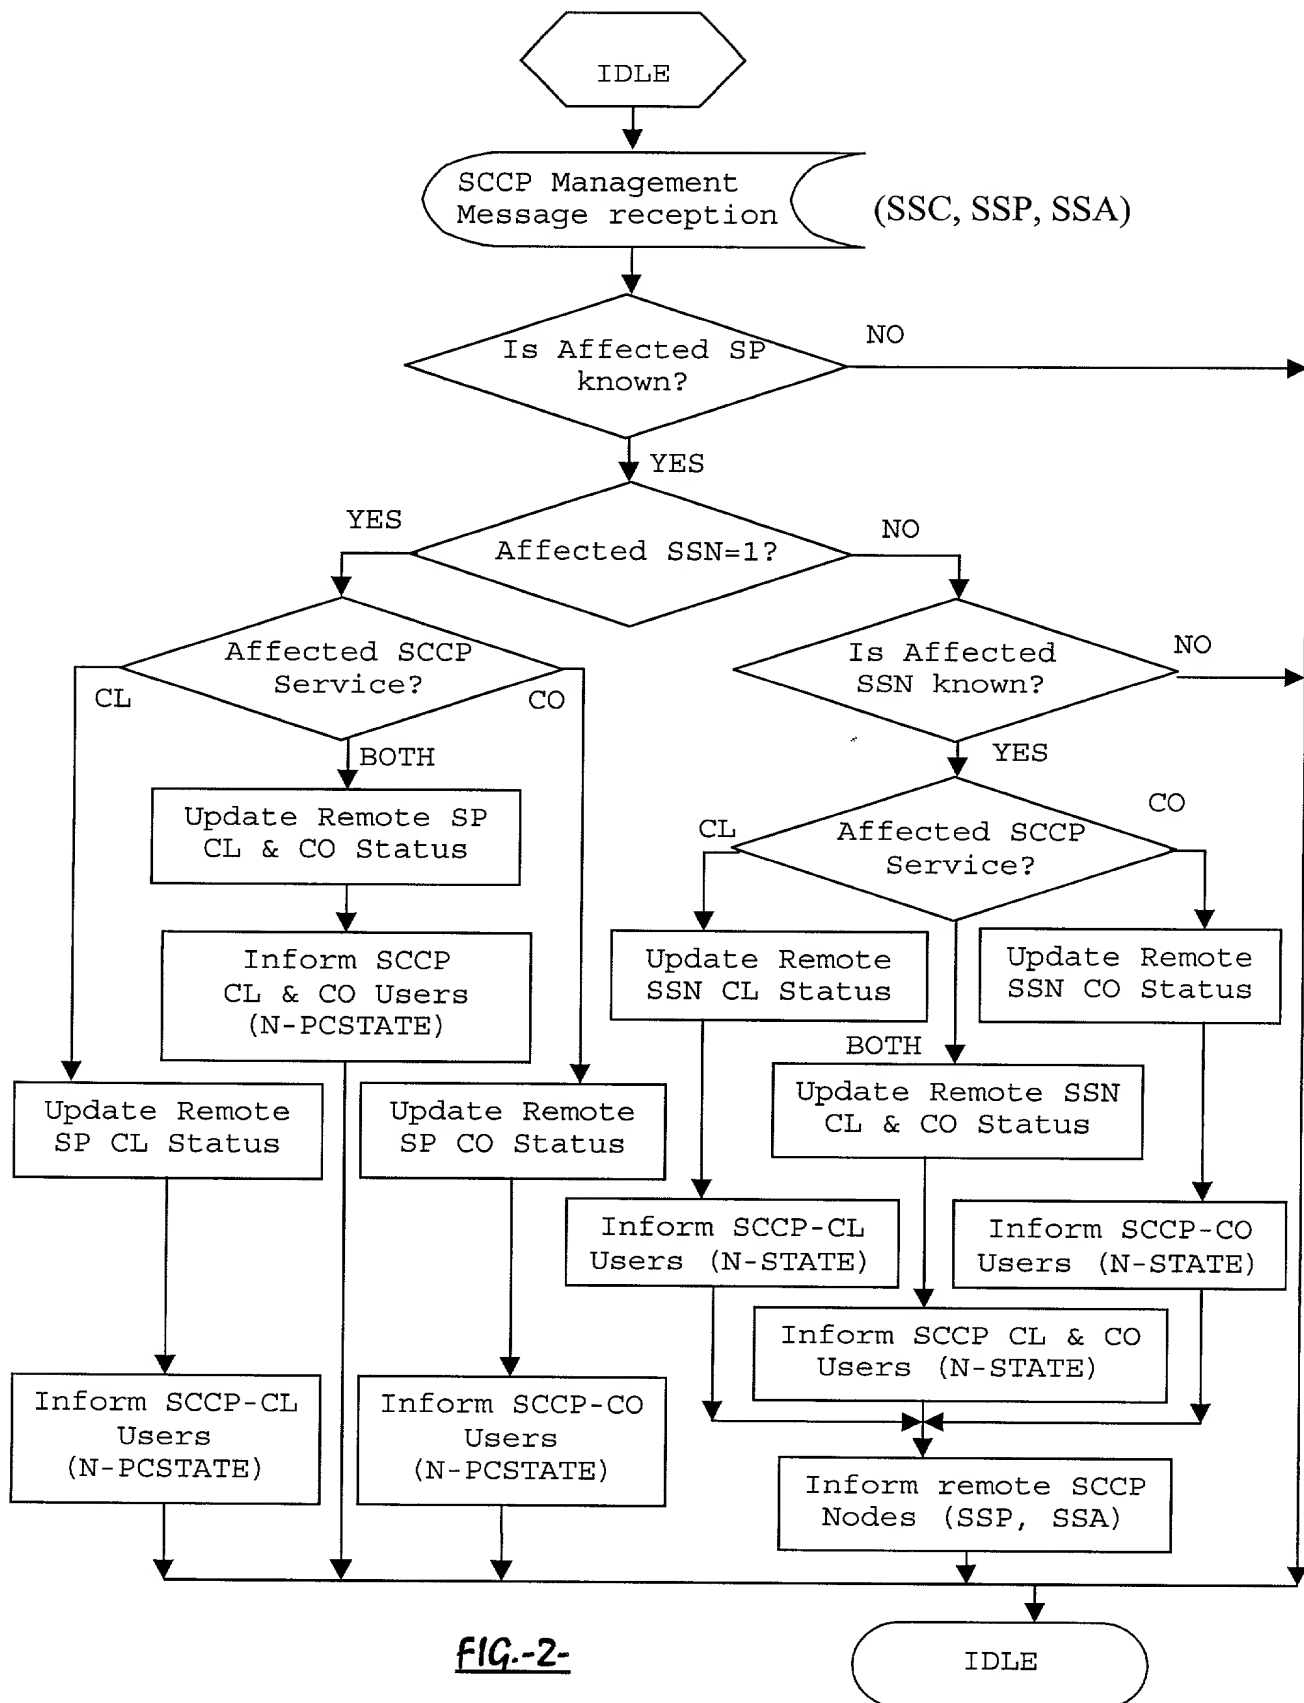 IDLE
SCCP Management
Message reception
(SSC, SSP, SSA)
Is Affected SP
known?
NO
YES
Affected SSN=1?
YES
NO
Affected SCCP
Service?
CL
CO
BOTH
Is Affected
SSN known?
NO
YES
Update Remote SP
CL & CO Status
Affected SCCP
Service?
CL
CO
BOTH
Inform SCCP
CL & CO Users
(N-PCSTATE)
Update Remote
SSN CL Status
Update Remote
SSN CO Status
Update Remote
SP CL Status
Update Remote
SP CO Status
Update Remote SSN
CL & CO Status
Inform SCCP-CL
Users (N-STATE)
Inform SCCP-CO
Users (N-STATE)
Inform SCCP CL & CO
Users (N-STATE)
Inform SCCP-CL
Users
(N-PCSTATE)
Inform SCCP-CO
Users
(N-PCSTATE)
Inform remote SCCP
Nodes (SSP, SSA)
IDLE
FIG.-2-